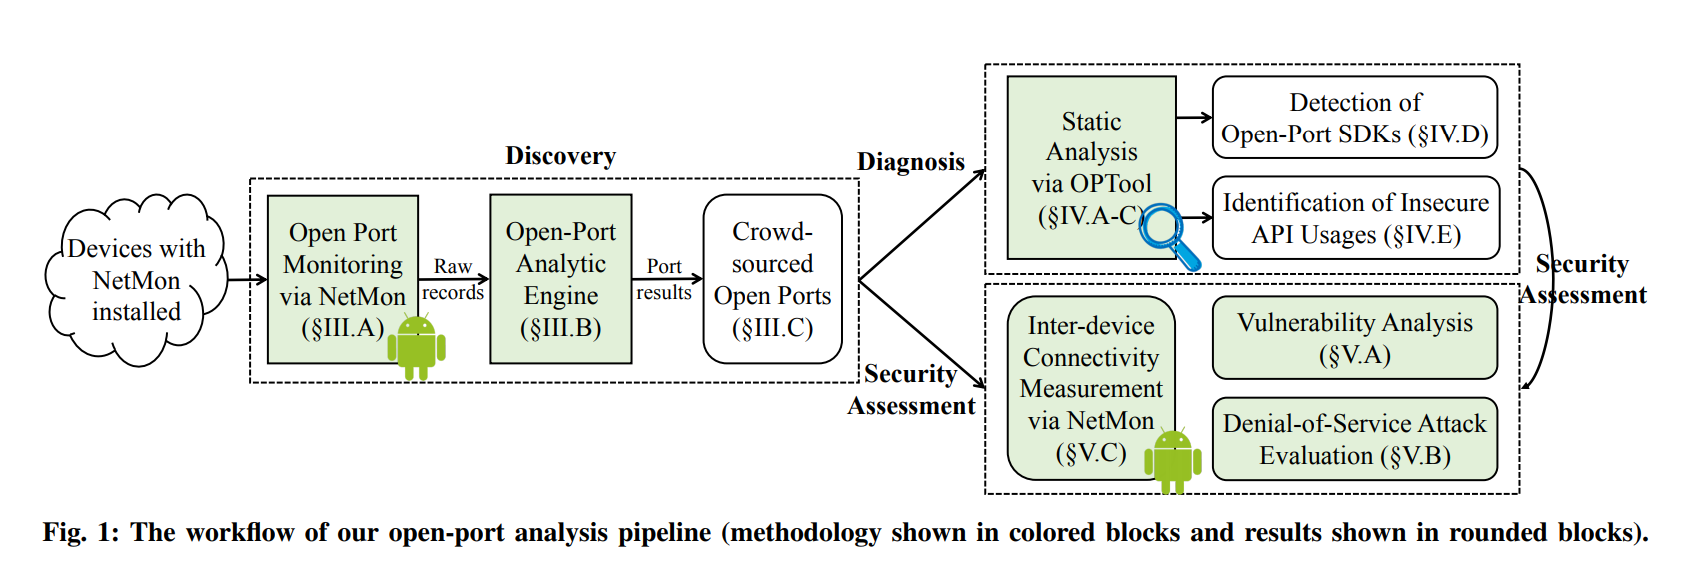 Devices with
NetMon
installed
Discovery
Open Port
Monitoring
via NetMon
(§III.A)
Raw
records
Open-Port
Analytic
Engine
(§III.B)
Port
results
Crowd-
sourced
Open Ports
(§III.C)
Diagnosis
Security
Assessment
Static
Analysis
via OPTool
(§IV.A-C)
Detection of
Open-Port SDKs (§IV.D)
Identification of Insecure
API Usages (§IV.E)
Security
Assessment
Inter-device
Connectivity
Measurement
via NetMon
(§V.C)
Vulnerability Analysis
(§V.A)
Denial-of-Service Attack
Evaluation (§V.B)
Fig. 1: The workflow of our open-port analysis pipeline (methodology shown in colored blocks and results shown in rounded blocks).